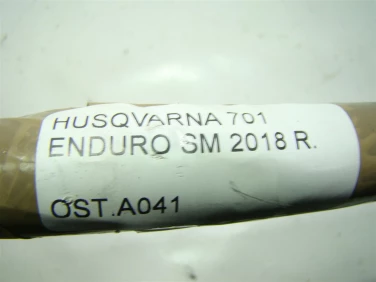 HUSQVARNA 701
ENDURO SM 2018 R.
OST.A041